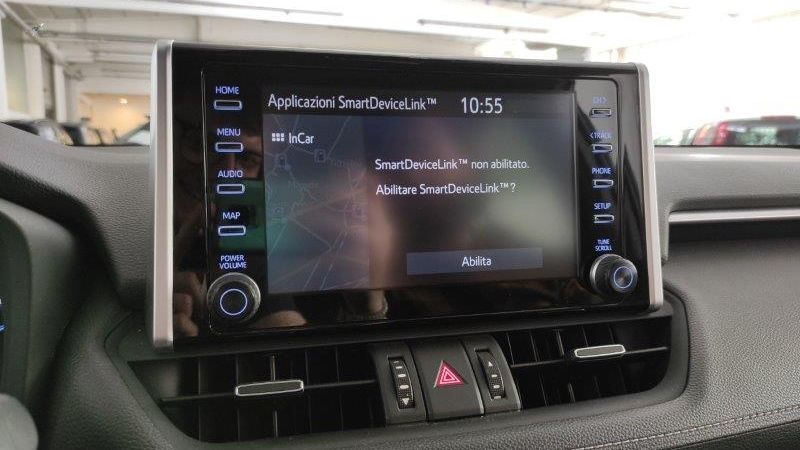 HOME
MENU
AUDIO
MAP
POWER
VOLUME
Applicazioni SmartDeviceLink™ 10:55
InCar
SmartDeviceLink™ non abilitato.
Abilitare SmartDeviceLink™ ?
Abilita
<TRACK
PHONE
SETUP
TUNE
SCROLL